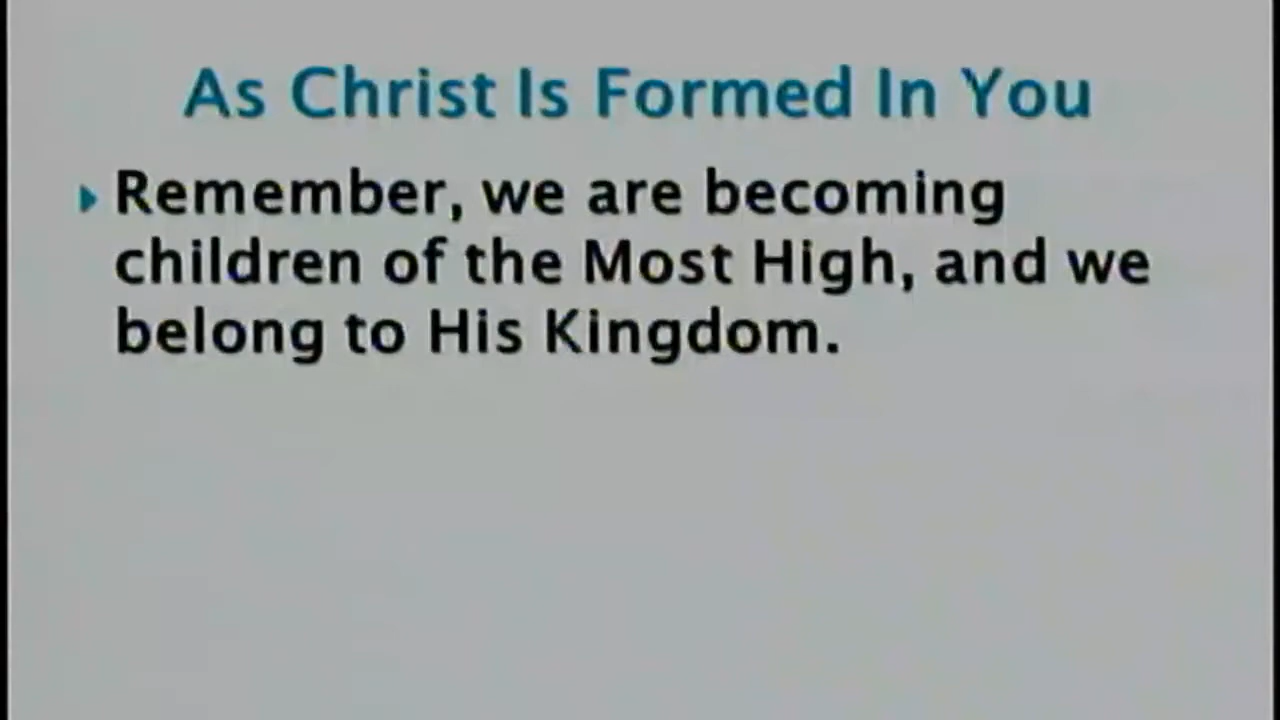 As Christ Is Formed In You
Remember, we are becoming
children of the Most High, and we
belong to His Kingdom.